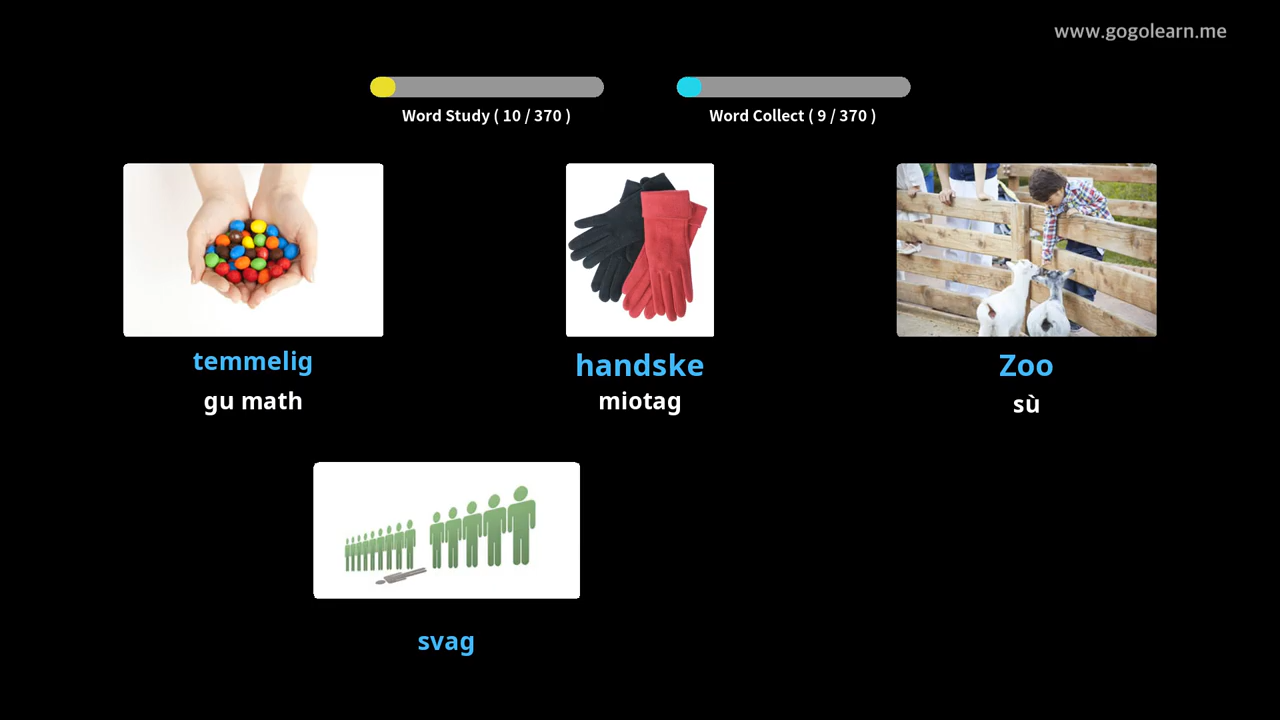 www.gogolearn.me
Word Study ( 10 / 370 )
Word Collect ( 9 / 370 )
temmelig
gu math
handske
miotag
Zoo
sù
svag